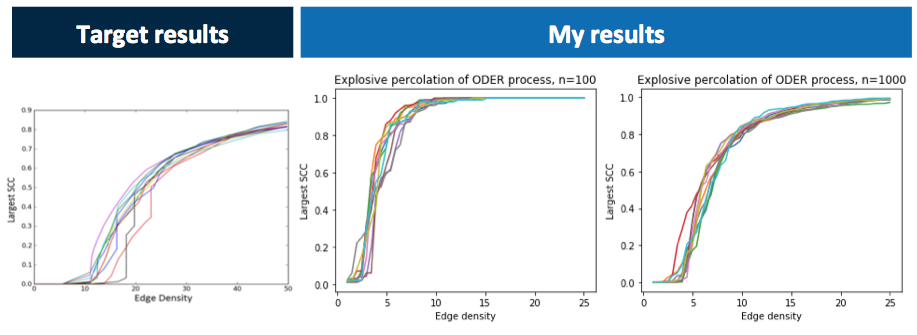 Target results
My results
Explosive percolation of ODER process, n=100
Explosive percolation of ODER process, n=1000
0.9
0.8
0.7
0.6
0.5
0.4
0.3
0.2
0.1
0.0
Largest SCC
0 10 20 30 40 50
Edge Density
1.0
0.8
0.6
0.4
0.2
0.0
Largest SCC
0 5 10 15 20 25
Edge density
1.0
0.8
0.6
0.4
0.2
0.0
Largest SCC
0 5 10 15 20 25
Edge density